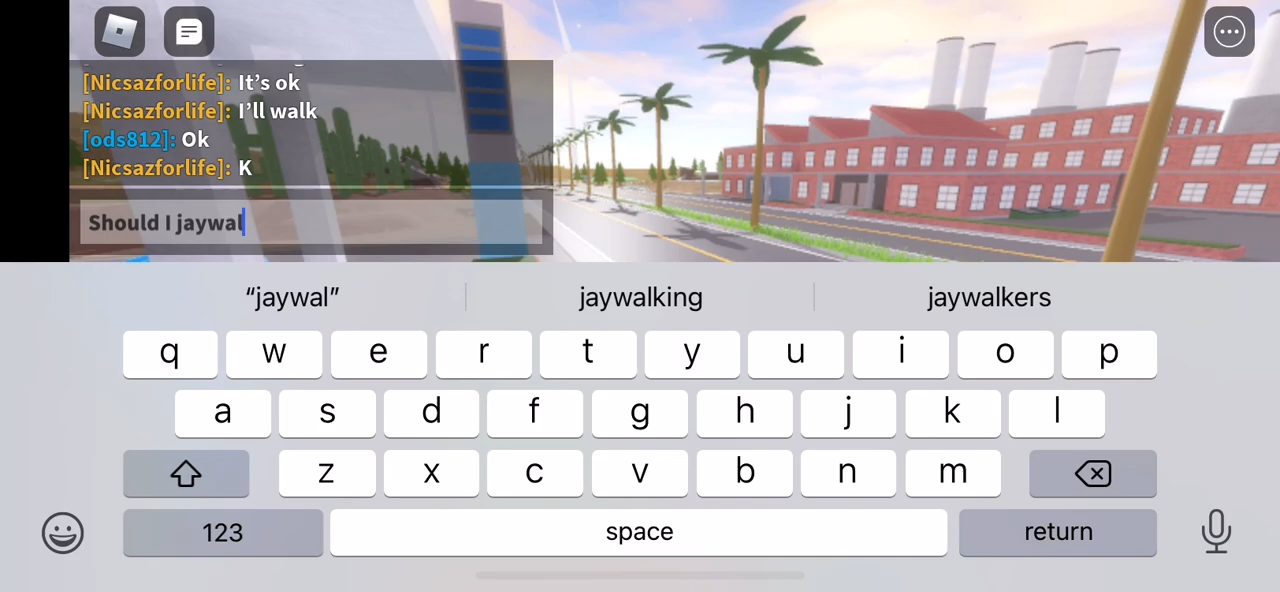 [Nicsazforlife]: It’s ok
[Nicsazforlife]: I’ll walk
[ods812]: Ok
[Nicsazforlife]: K
Should I jaywal
“jaywal” jaywalking jaywalkers
q w e r t y u i o p
a s d f g h j k l
z x c v b n m
123 space return